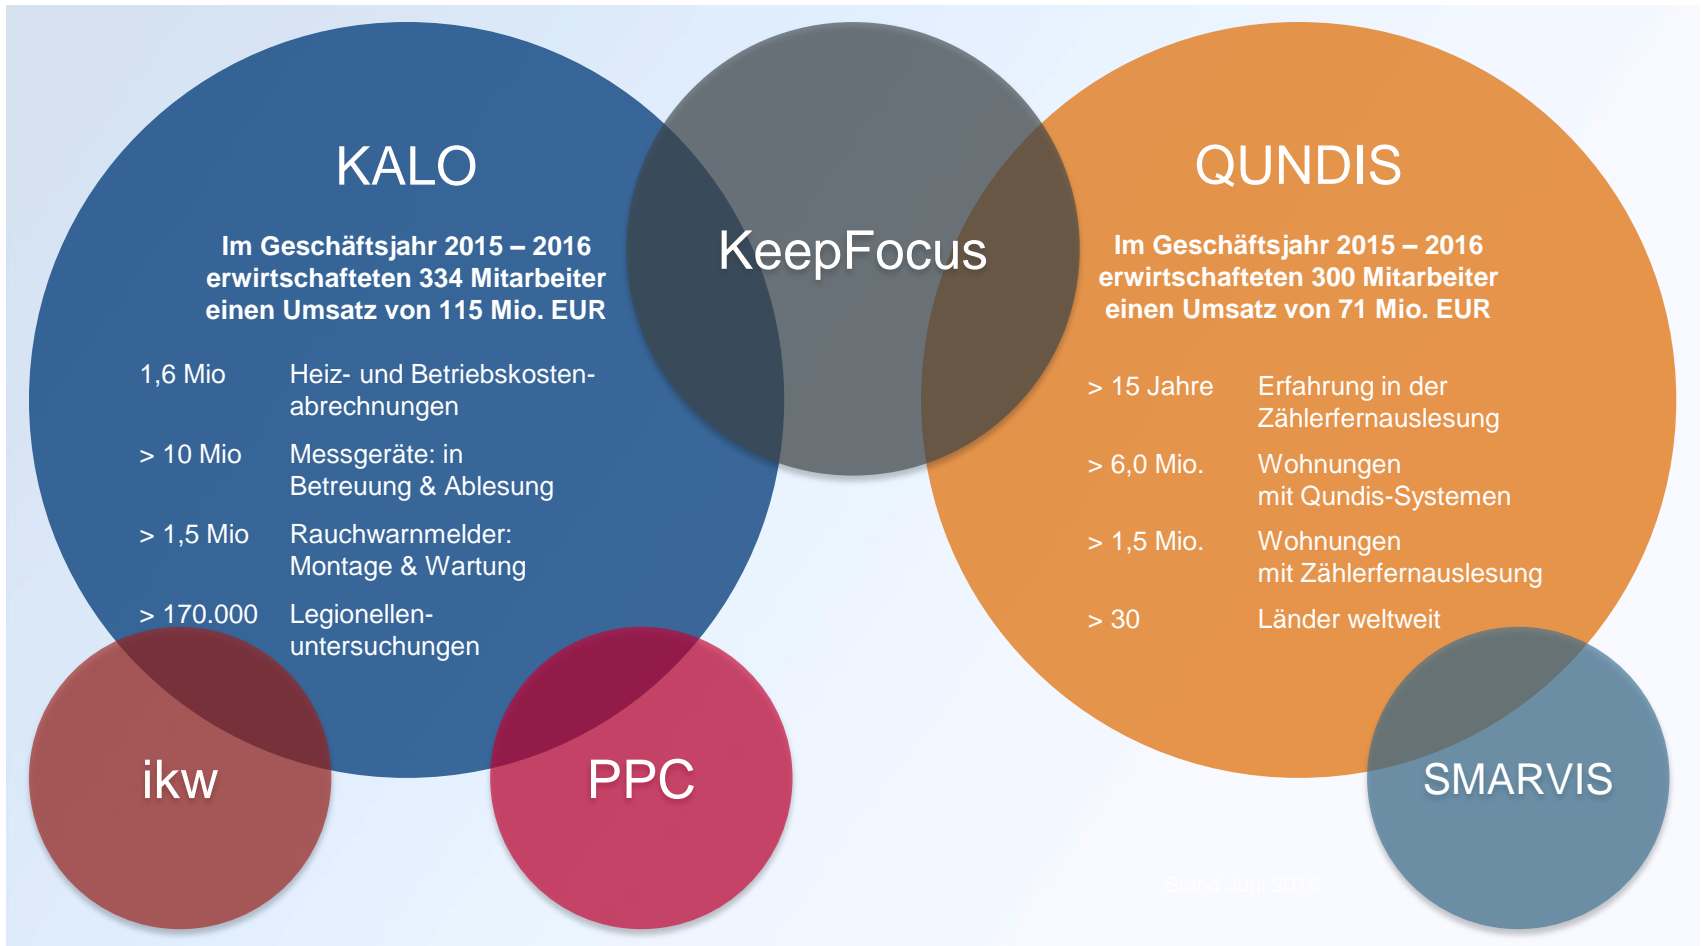 KALO
Im Geschäftsjahr 2015 – 2016
erwirtschafteten 334 Mitarbeiter
einen Umsatz von 115 Mio. EUR
1,6 Mio Heiz- und Betriebskosten-
abrechnungen
> 10 Mio Messgeräte: in
Betreuung & Ablesung
> 1,5 Mio Rauchwarnmelder:
Montage & Wartung
> 170.000 Legionellen-
untersuchungen
KeepFocus
QUNDIS
Im Geschäftsjahr 2015 – 2016
erwirtschafteten 300 Mitarbeiter
einen Umsatz von 71 Mio. EUR
> 15 Jahre Erfahrung in der
Zählerfernauslesung
> 6,0 Mio. Wohnungen
mit Qundis-Systemen
> 1,5 Mio. Wohnungen
mit Zählerfernauslesung
> 30 Länder weltweit
ikw
PPC
SMARVIS
Stand Juni 2015